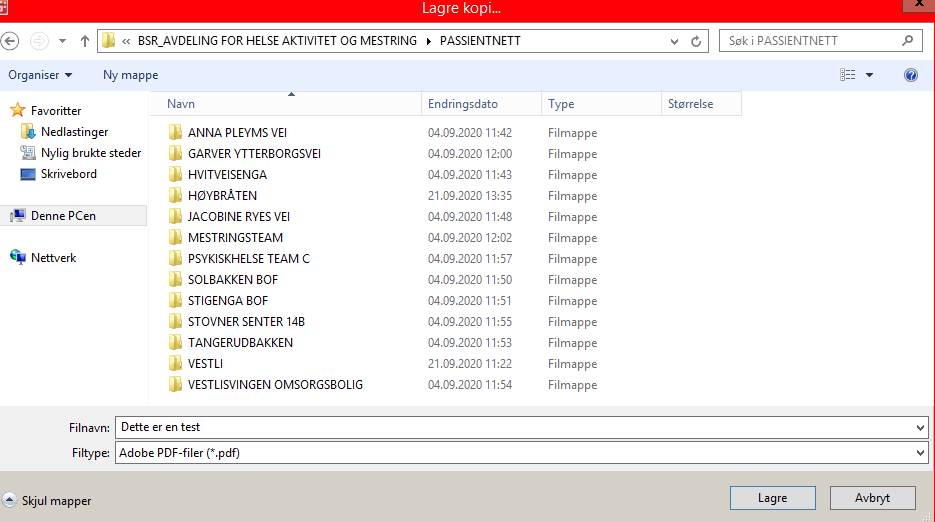 Lagre kopi...
x
« BSR_AVDELING FOR HELSE AKTIVITET OG MESTRING PASSIENTNETT
Søk i PASSIENTNETT
Organiser Ny mappe
?
Navn Endringsdato Type Størrelse
Favoritter
Nedlastinger
Nylig brukte steder
Skrivebord
Denne PCen
Nettverk
ANNA PLEYMS VEI 04.09.2020 11:42 Filmappe
GARVER YTTERBORGSVEI 04.09.2020 12:00 Filmappe
HVITVEISENGA 04.09.2020 11:43 Filmappe
HØYBRÅTEN 21.09.2020 13:35 Filmappe
JACOBINE RYES VEI 04.09.2020 11:48 Filmappe
MESTRINGSTEAM 04.09.2020 12:02 Filmappe
PSYKISKHELSE TEAM C 04.09.2020 11:57 Filmappe
SOLBAKKEN BOF 04.09.2020 11:50 Filmappe
STIGENGA BOF 04.09.2020 11:51 Filmappe
STOVNER SENTER 14B 04.09.2020 11:55 Filmappe
TANGERUDBAKKEN 04.09.2020 11:53 Filmappe
VESTLI 21.09.2020 11:22 Filmappe
VESTLISVINGEN OMSORGSBOLIG 04.09.2020 11:54 Filmappe
Filnavn: Dette er en test
Filtype: Adobe PDF-filer (*.pdf)
Skjul mapper
Lagre
Avbryt